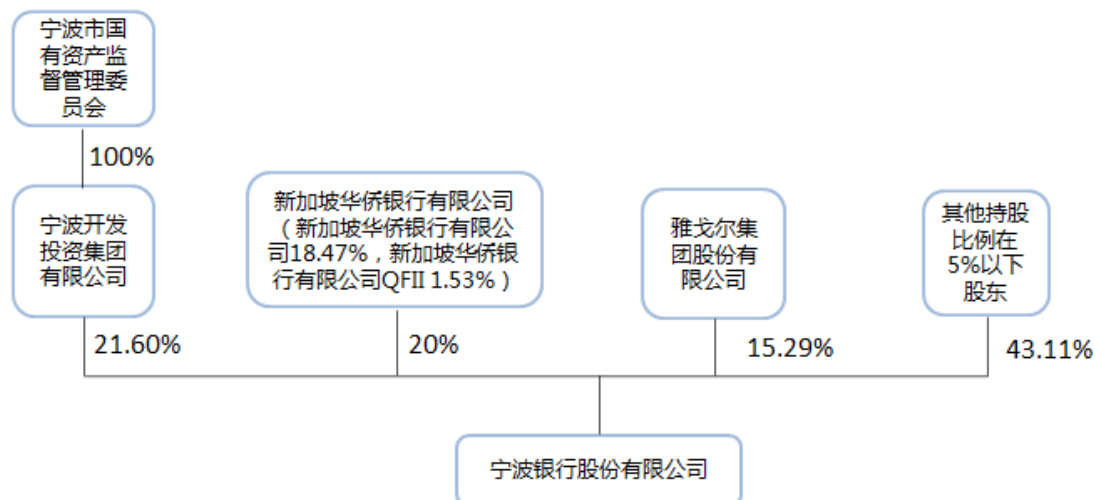 宁波市国
有资产监
督管理委
员会
100%
宁波开发
投资集团
有限公司
新加坡华侨银行有限公司
（新加坡华侨银行有限公
司18.47%，新加坡华侨银
行有限公司QFII 1.53%）
雅戈尔集
团股份有
限公司
其他持股
比例在
5%以下
股东
21.60%
20%
15.29%
43.11%
宁波银行股份有限公司